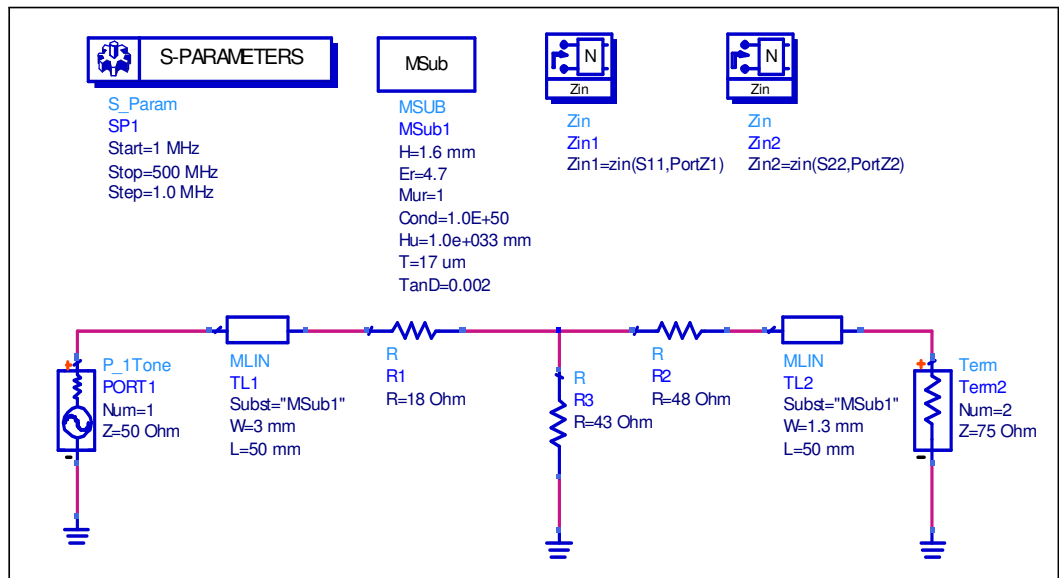 S-PARAMETERS
S_Param
SP1
Start=1 MHz
Stop=500 MHz
Step=1.0 MHz
MSub
MSUB
MSub1
H=1.6 mm
Er=4.7
Mur=1
Cond=1.0E+50
Hu=1.0e+033 mm
T=17 um
TanD=0.002
N
Zin
Zin
Zin1
Zin1=zin(S11,PortZ1)
N
Zin
Zin
Zin2
Zin2=zin(S22,PortZ2)
P_1Tone
PORT1
Num=1
Z=50 Ohm
MLIN
TL1
Subst="MSub1"
W=3 mm
L=50 mm
R
R1
R=18 Ohm
R
R3
R=43 Ohm
R
R2
R=48 Ohm
MLIN
TL2
Subst="MSub1"
W=1.3 mm
L=50 mm
Term
Term2
Num=2
Z=75 Ohm